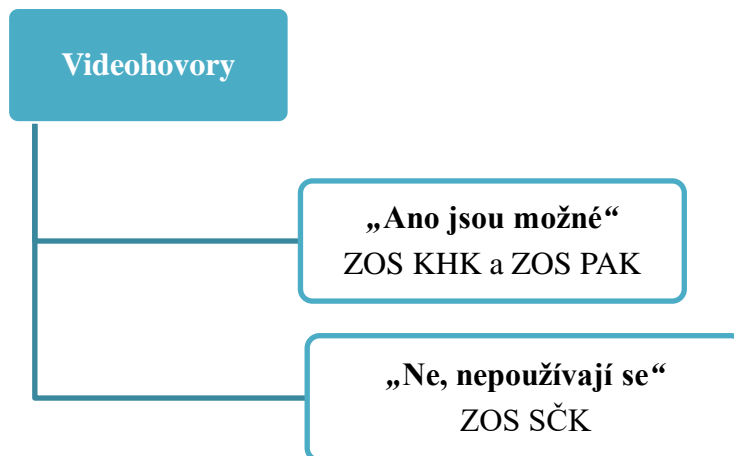 Videohovory
„Ano jsou možné“
ZOS KHK a ZOS PAK
„Ne, nepoužívají se“
ZOS SČK